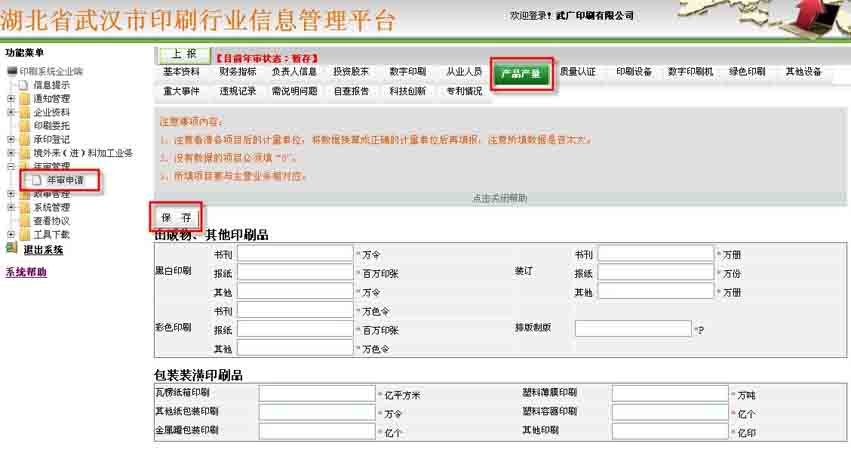 湖北省武汉市印刷行业信息管理平台
欢迎登录！武广印刷有限公司
功能菜单
印刷系统企业端
信息提示
通知管理
企业资料
印刷委托
承印登记
境外来（进）料加工业务
年审管理
年审申请
政审管理
系统管理
查看协议
工具下载
退出系统
系统帮助
上报 【目前年审状态：暂存】
基本资料 财务指标 负责人信息 投资股东 数字印刷 从业人员 产品产量 质量认证 印刷设备 数字印刷机 绿色印刷 其他设备
重大事件 违规记录 需说明问题 自查报告 科技创新 专利情况
注意事项内容：
1、注意看清各项目后的计量单位，将数据换算成正确的计量单位后再填报，注意所填数据是否太大。
2、没有数据的项目必须填“0”。
3、所填项目要与主营业务相对应。
点击关闭帮助
保 存
出版物、其他印刷品
黑白印刷 书刊 *万令
报纸 *百万印张
其他 *万令
装订 书刊 *万册
报纸 *万份
其他 *万册
彩色印刷 书刊 *万色令
报纸 *百万印张
其他 *万色令
排版制版 *P
包装装潢印刷品
瓦楞纸箱印刷 *亿平方米 塑料薄膜印刷 *万吨
其他纸包装印刷 *万令 塑料容器印刷 *亿个
金属罐包装印刷 *亿个 其他印刷 *亿印